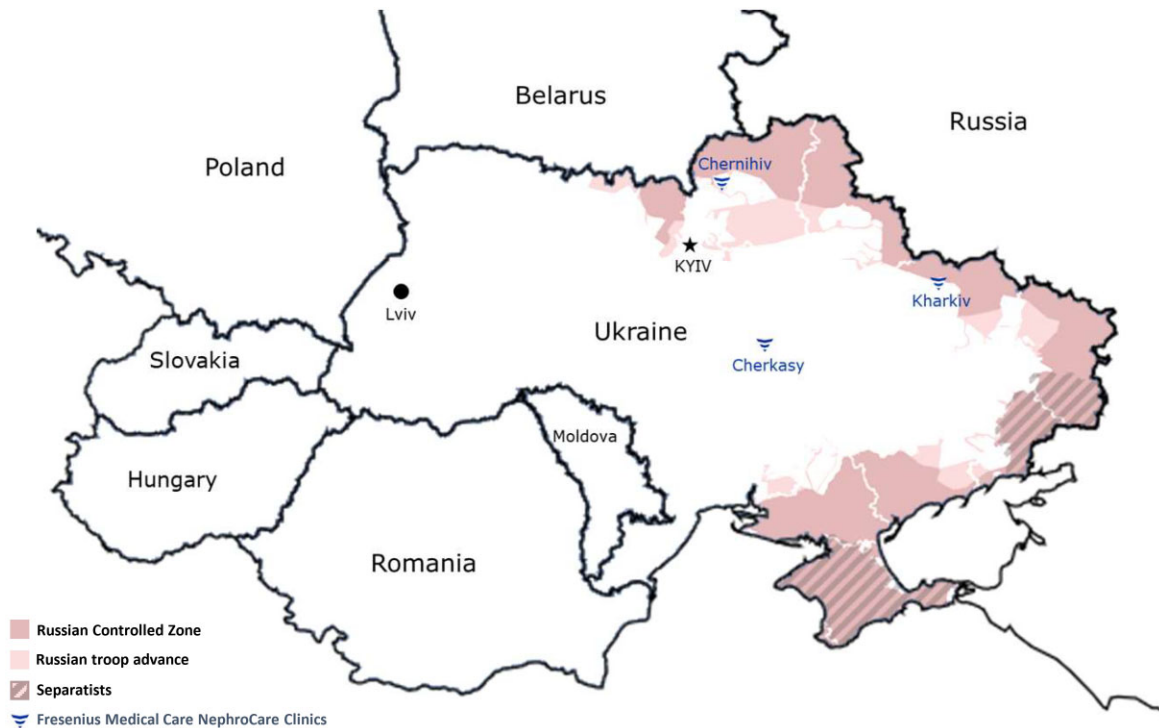 Belarus
Russia
Poland
Chernihiv
KYIV
Kharkiv
Lviv
Ukraine
Slovakia
Cherkasy
Moldova
Hungary
Romania
Russian Controlled Zone
Russian troop advance
Separatists
Fresenius Medical Care NephroCare Clinics